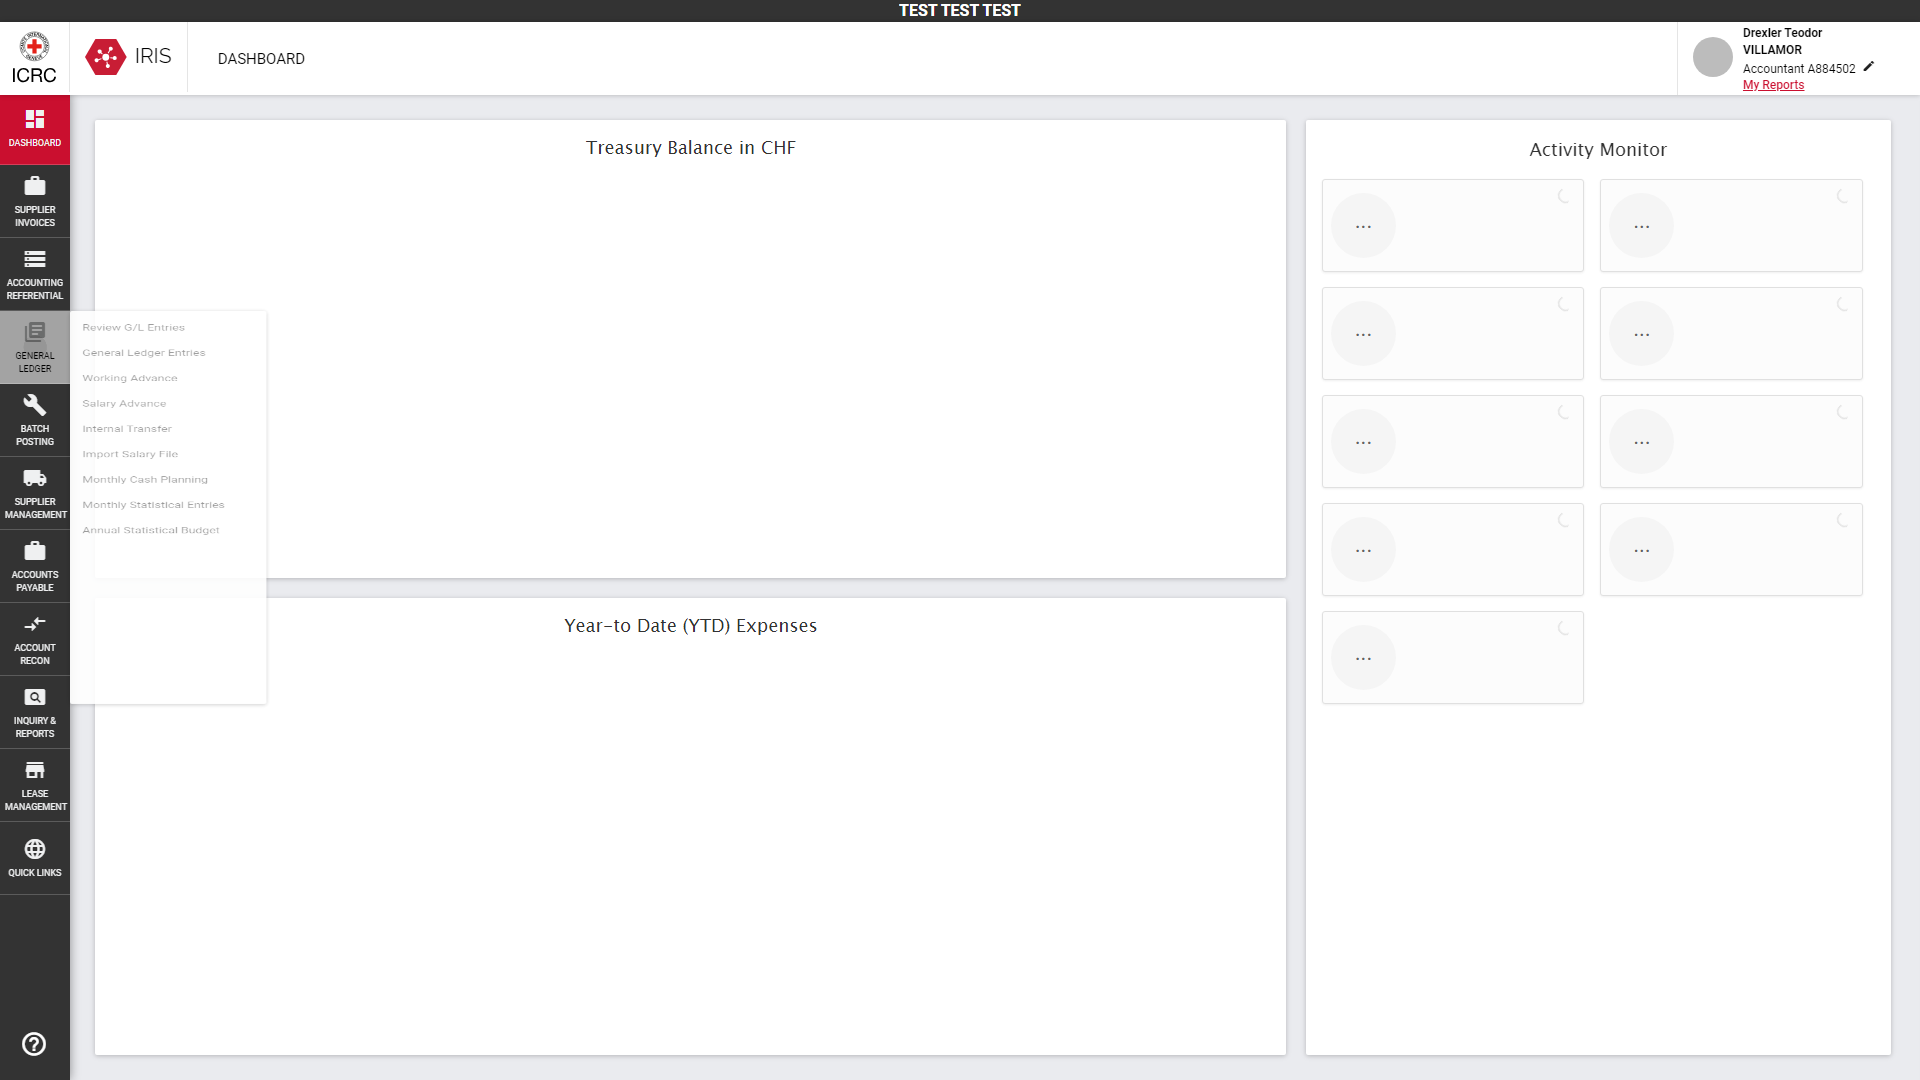 TEST TEST TEST
ICRC
IRIS
DASHBOARD
Drexler Teodor
VILLAMOR
Accountant A884502
My Reports
DASHBOARD
SUPPLIER
INVOICES
ACCOUNTING
REFERENTIAL
GENERAL
LEDGER
BATCH
POSTING
SUPPLIER
MANAGEMENT
ACCOUNTS
PAYABLE
ACCOUNT
RECON
INQUIRY &
REPORTS
LEASE
MANAGEMENT
QUICK LINKS
Review G/L Entries
General Ledger Entries
Working Advance
Salary Advance
Internal Transfer
Import Salary File
Monthly Cash Planning
Monthly Statistical Entries
Annual Statistical Budget
Treasury Balance in CHF
Year-to Date (YTD) Expenses
Activity Monitor
... ...
... ...
... ...
... ...
...